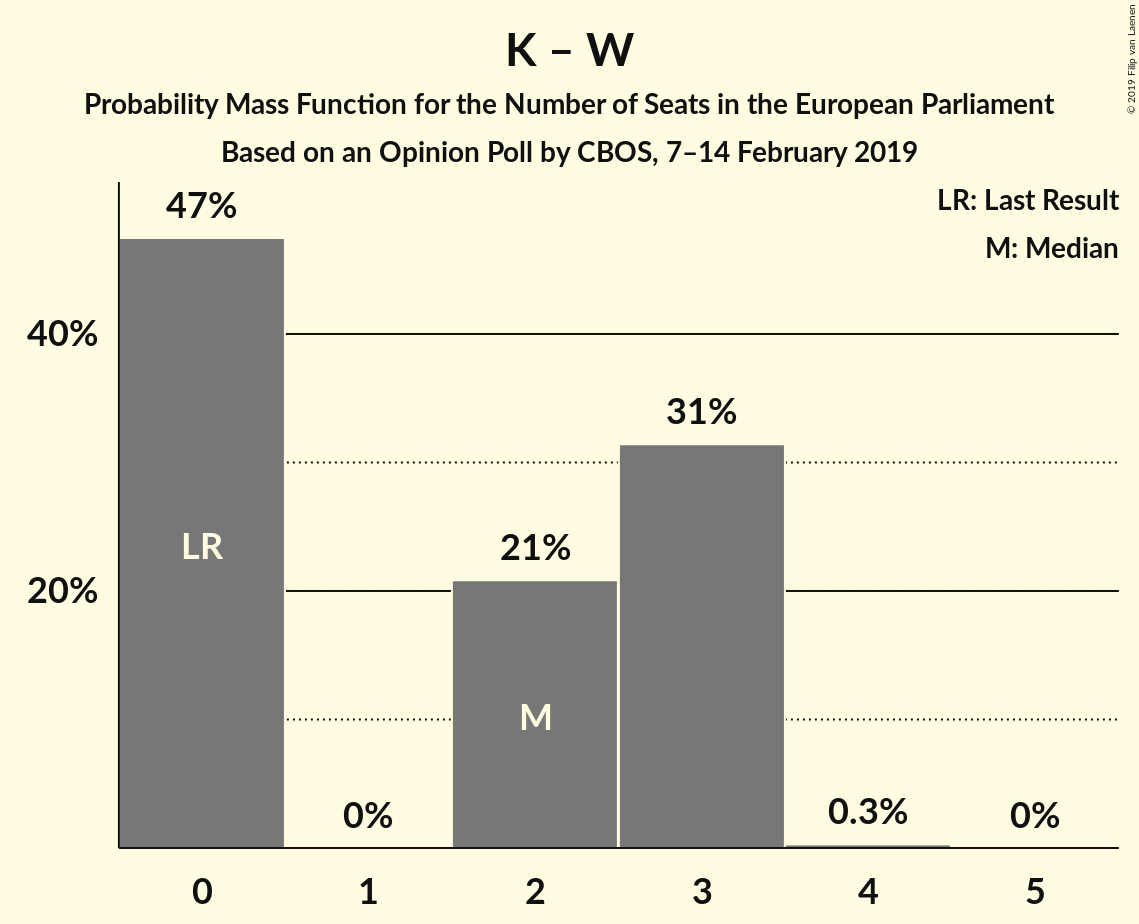 K – W
Probability Mass Function for the Number of Seats in the European Parliament
Based on an Opinion Poll by CBOS, 7–14 February 2019
© 2019 Filip van Laenen
LR: Last Result
M: Median
47%
40%
31%
21%
20%
LR
M
0%
0.3%
0%
0
1
2
3
4
5